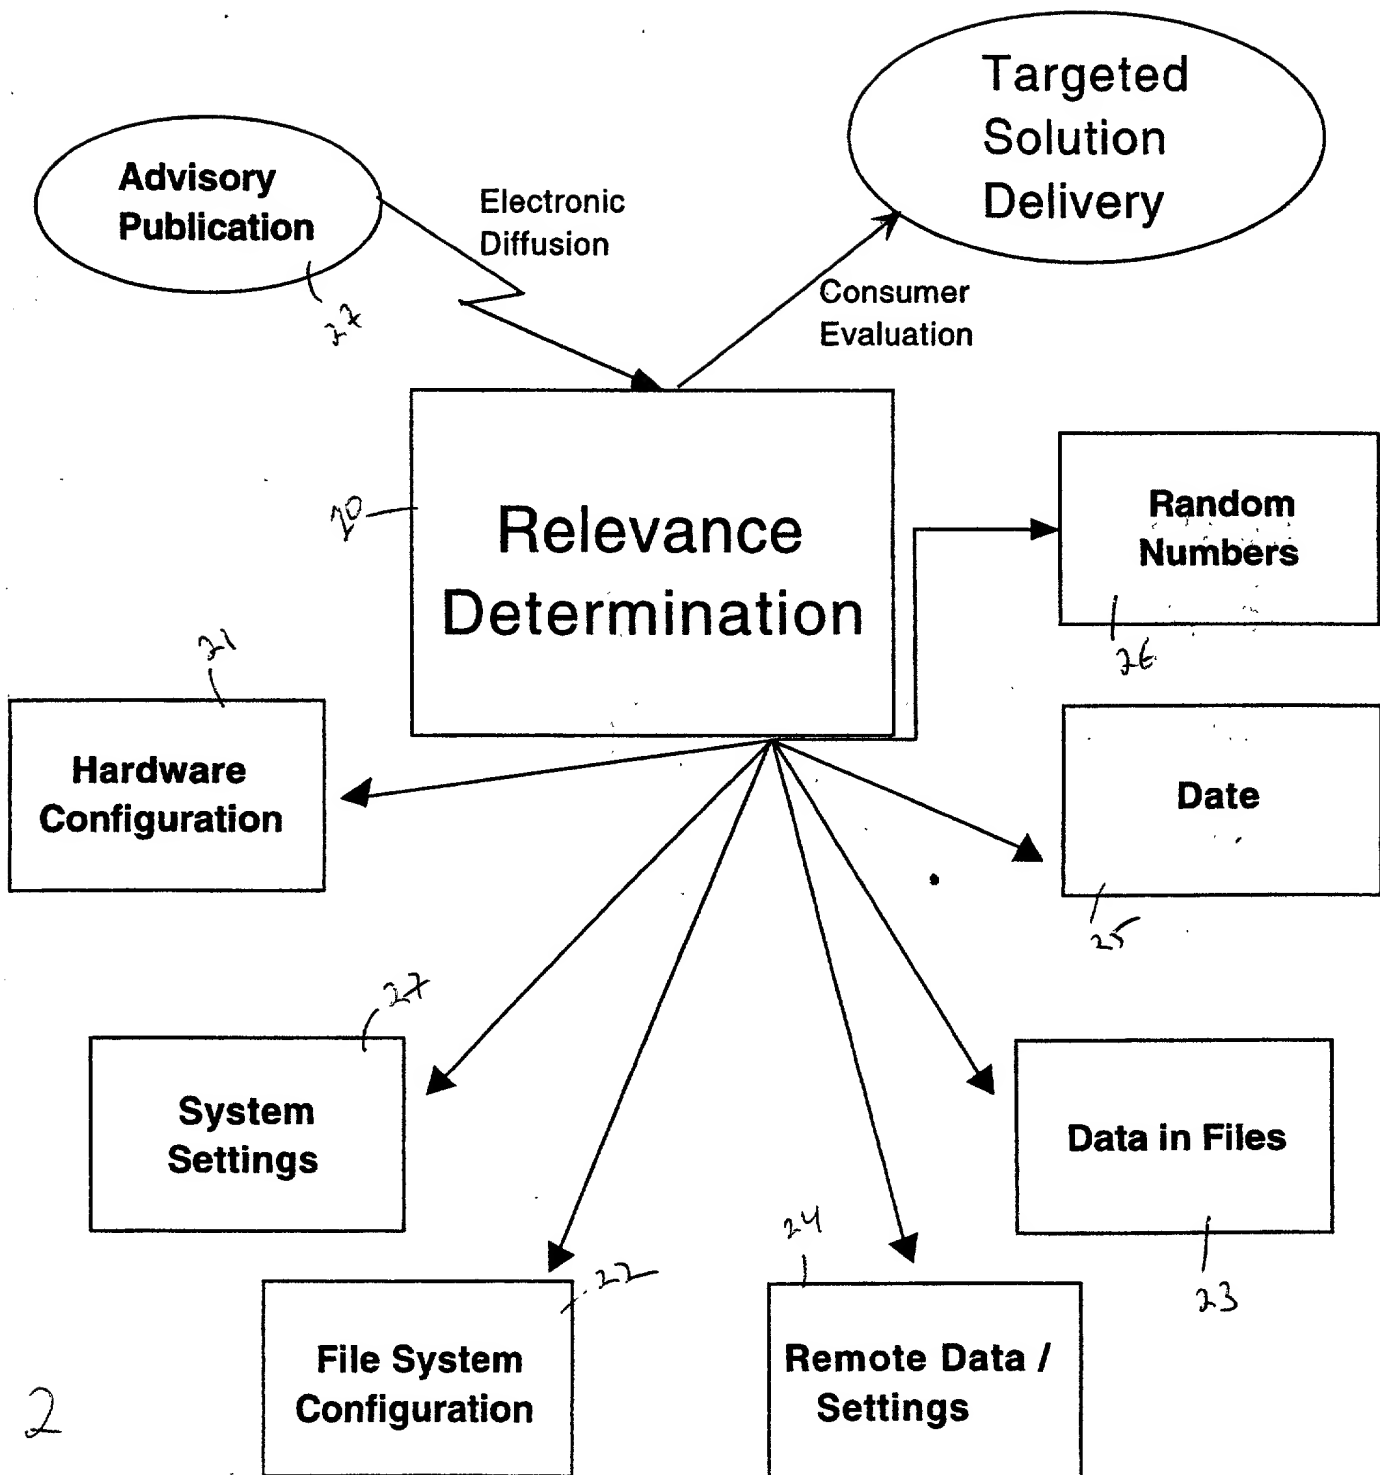 Targeted
Solution
Delivery
Advisory
Publication
27
Electronic
Diffusion
Consumer
Evaluation
20
Relevance
Determination
Random
Numbers
26
21
Hardware
Configuration
Date
25
27
System
Settings
Data in Files
23
22
File System
Configuration
24
Remote Data /
Settings
2